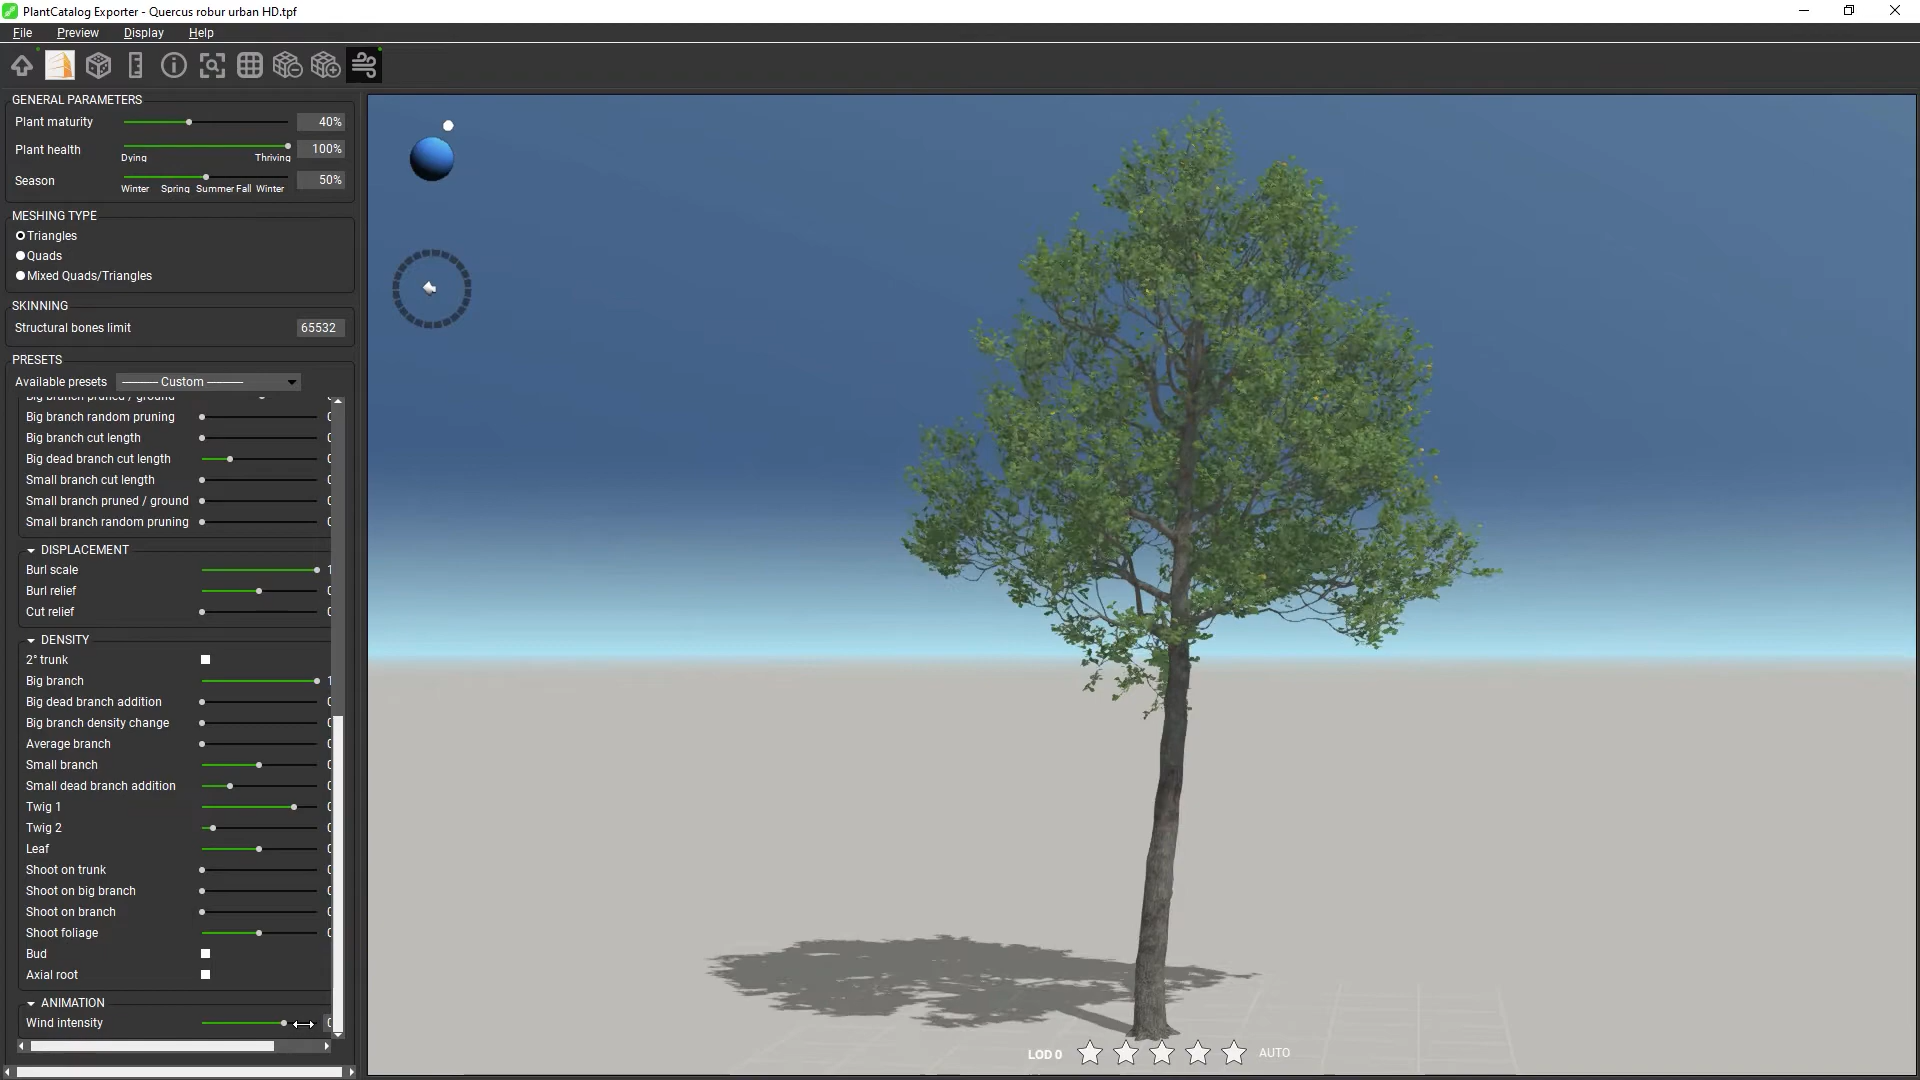 PlantCatalog Exporter - Quercus robur urban HD.tpf
File Preview Display Help
GENERAL PARAMETERS
Plant maturity 40%
Plant health 100%
Dying Thriving
Season 50%
Winter Spring Summer Fall Winter
MESHING TYPE
Triangles
Quads
Mixed Quads/Triangles
SKINNING
Structural bones limit 65532
PRESETS
Available presets ——— Custom ———
Big branch pruned / ground
Big branch random pruning
Big branch cut length
Big dead branch cut length
Small branch cut length
Small branch pruned / ground
Small branch random pruning
DISPLACEMENT
Burl scale 1
Burl relief
Cut relief
DENSITY
2° trunk
Big branch 1
Big dead branch addition
Big branch density change
Average branch
Small branch
Small dead branch addition
Twig 1
Twig 2
Leaf
Shoot on trunk
Shoot on big branch
Shoot on branch
Shoot foliage
Bud
Axial root
ANIMATION
Wind intensity
LOD 0 AUTO